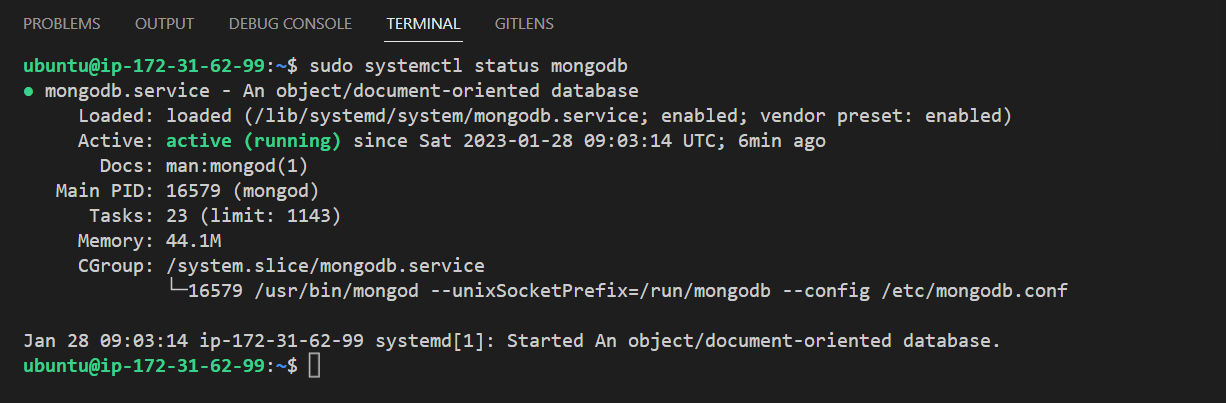 PROBLEMS OUTPUT DEBUG CONSOLE TERMINAL GITLENS
ubuntu@ip-172-31-62-99:~$ sudo systemctl status mongodb
● mongodb.service - An object/document-oriented database
     Loaded: loaded (/lib/systemd/system/mongodb.service; enabled; vendor preset: enabled)
     Active: active (running) since Sat 2023-01-28 09:03:14 UTC; 6min ago
       Docs: man:mongod(1)
   Main PID: 16579 (mongod)
      Tasks: 23 (limit: 1143)
     Memory: 44.1M
     CGroup: /system.slice/mongodb.service
             └─16579 /usr/bin/mongod --unixSocketPrefix=/run/mongodb --config /etc/mongodb.conf
Jan 28 09:03:14 ip-172-31-62-99 systemd[1]: Started An object/document-oriented database.
ubuntu@ip-172-31-62-99:~$